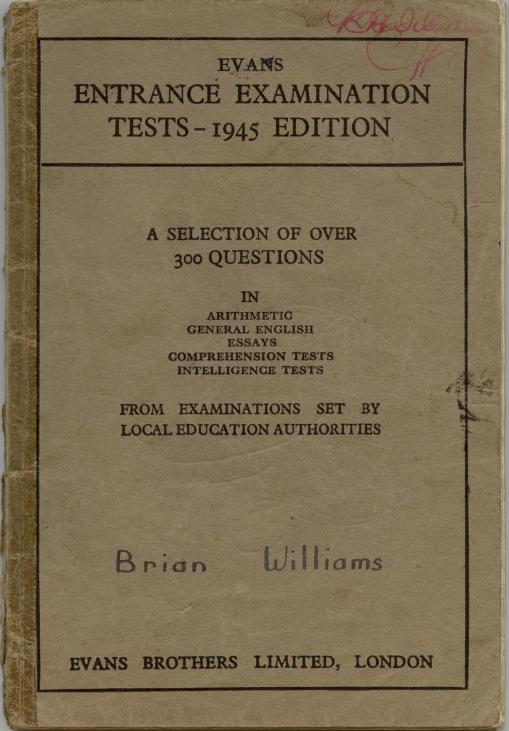 EVANS
ENTRANCE EXAMINATION
TESTS – 1945 EDITION
A SELECTION OF OVER
300 QUESTIONS
IN
ARITHMETIC
GENERAL ENGLISH
ESSAYS
COMPREHENSION TESTS
INTELLIGENCE TESTS
FROM EXAMINATIONS SET BY
LOCAL EDUCATION AUTHORITIES
Brian Williams
EVANS BROTHERS LIMITED, LONDON